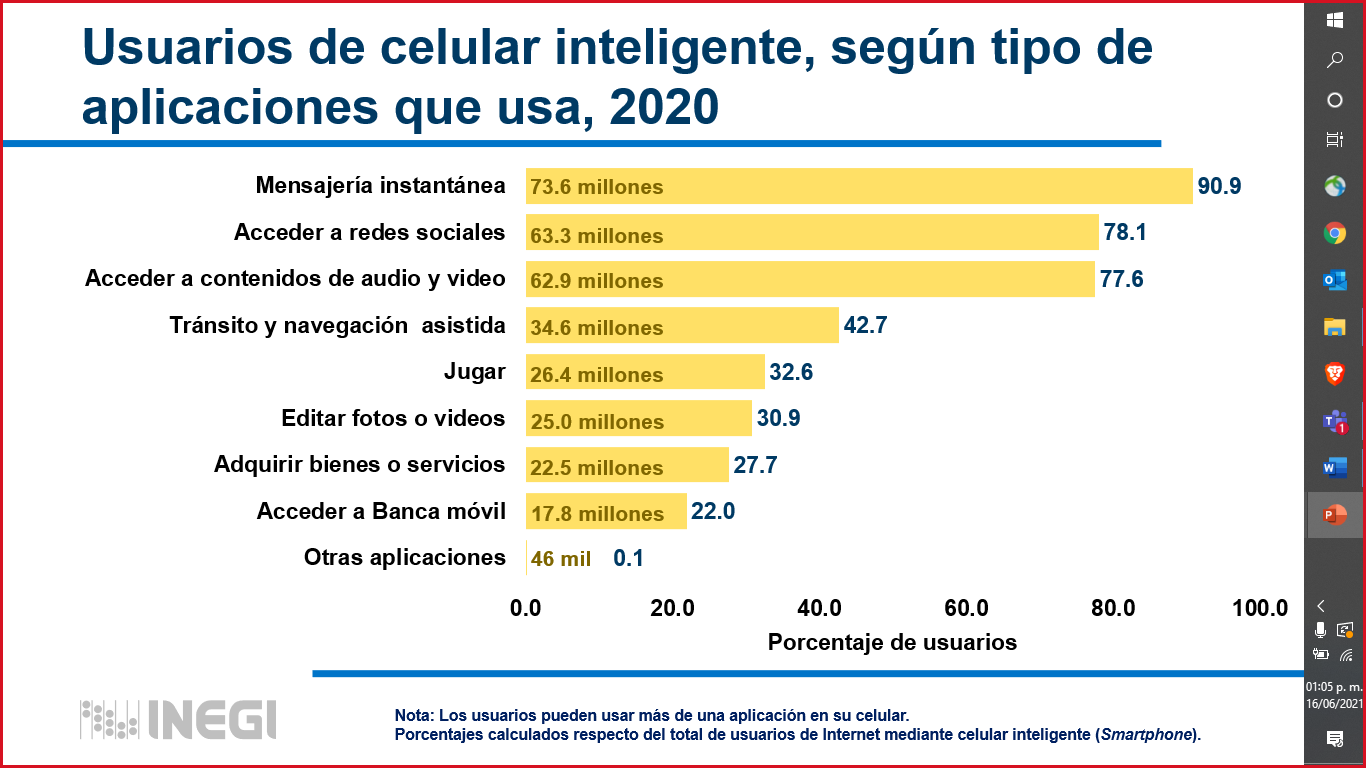 Usuarios de celular inteligente, según tipo de
aplicaciones que usa, 2020
Mensajería instantánea 73.6 millones 90.9
Acceder a redes sociales 63.3 millones 78.1
Acceder a contenidos de audio y video 62.9 millones 77.6
Tránsito y navegación asistida 34.6 millones 42.7
Jugar 26.4 millones 32.6
Editar fotos o videos 25.0 millones 30.9
Adquirir bienes o servicios 22.5 millones 27.7
Acceder a Banca móvil 17.8 millones 22.0
Otras aplicaciones 46 mil 0.1
0.0 20.0 40.0 60.0 80.0 100.0
Porcentaje de usuarios
INEGI
Nota: Los usuarios pueden usar más de una aplicación en su celular.
Porcentajes calculados respecto del total de usuarios de Internet mediante celular inteligente (Smartphone).
T
1
W
P
01:05 p. m.
16/06/2021